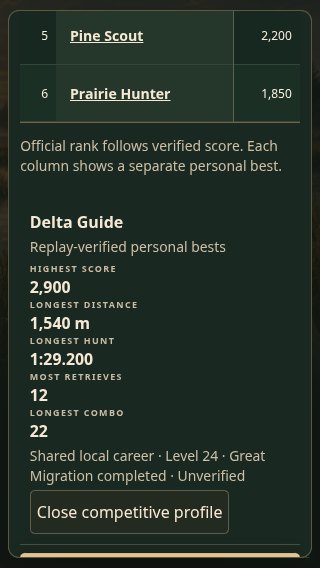 5 Pine Scout 2,200
6 Prairie Hunter 1,850
Official rank follows verified score. Each
column shows a separate personal best.
Delta Guide
Replay-verified personal bests
HIGHEST SCORE
2,900
LONGEST DISTANCE
1,540 m
LONGEST HUNT
1:29.200
MOST RETRIEVES
12
LONGEST COMBO
22
Shared local career · Level 24 · Great
Migration completed · Unverified
Close competitive profile